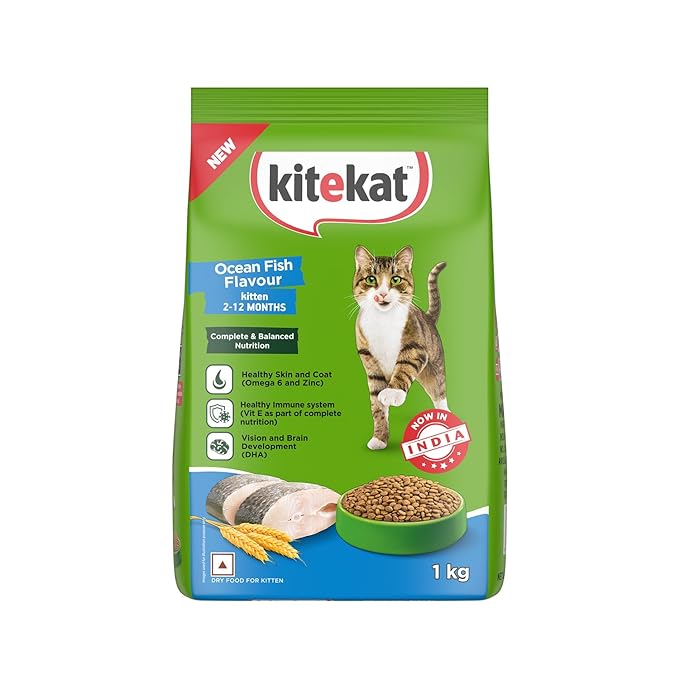 NEW
kitekat™
Ocean Fish
Flavour
kitten
2-12 MONTHS
Complete & Balanced
Nutrition
Healthy Skin and Coat
(Omega 6 and Zinc)
Healthy Immune system
(Vit E as part of complete
nutrition)
Vision and Brain
Development
(DHA)
NOW IN
INDIA
DRY FOOD FOR KITTEN
1 kg